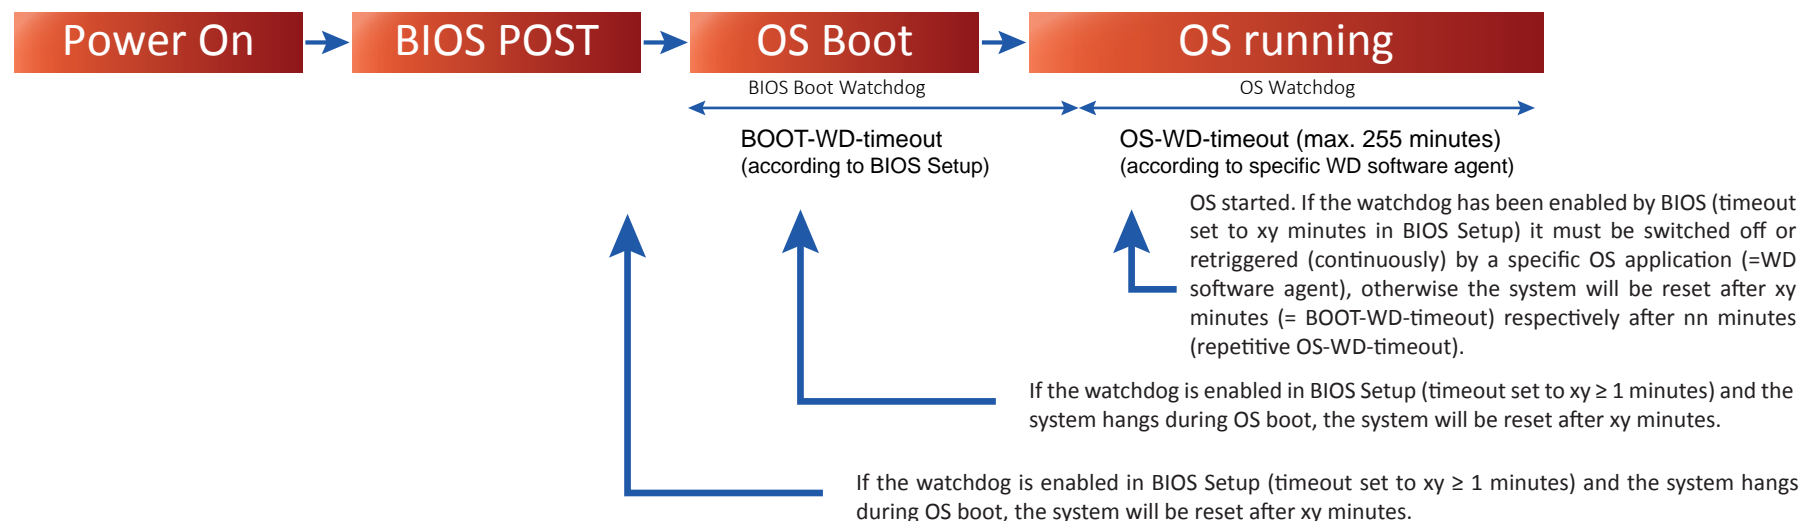 Power On
BIOS POST
OS Boot
OS running
BIOS Boot Watchdog
OS Watchdog
BOOT-WD-timeout
(according to BIOS Setup)
OS-WD-timeout (max. 255 minutes)
(according to specific WD software agent)
OS started. If the watchdog has been enabled by BIOS (timeout
set to xy minutes in BIOS Setup) it must be switched off or
retriggered (continuously) by a specific OS application (=WD
software agent), otherwise the system will be reset after xy
minutes (= BOOT-WD-timeout) respectively after nn minutes
(repetitive OS-WD-timeout).
If the watchdog is enabled in BIOS Setup (timeout set to xy ≥ 1 minutes) and the
system hangs during OS boot, the system will be reset after xy minutes.
If the watchdog is enabled in BIOS Setup (timeout set to xy ≥ 1 minutes) and the system hangs
during OS boot, the system will be reset after xy minutes.